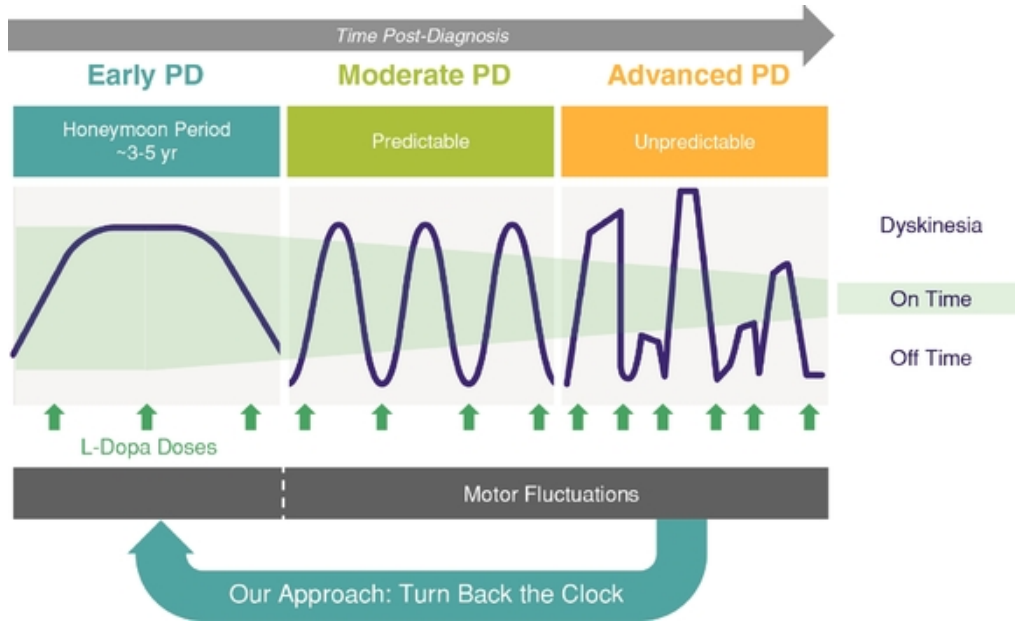 Time Post-Diagnosis
Early PD
Moderate PD
Advanced PD
Honeymoon Period
~3-5 yr
Predictable
Unpredictable
Dyskinesia
On Time
Off Time
L-Dopa Doses
Motor Fluctuations
Our Approach: Turn Back the Clock